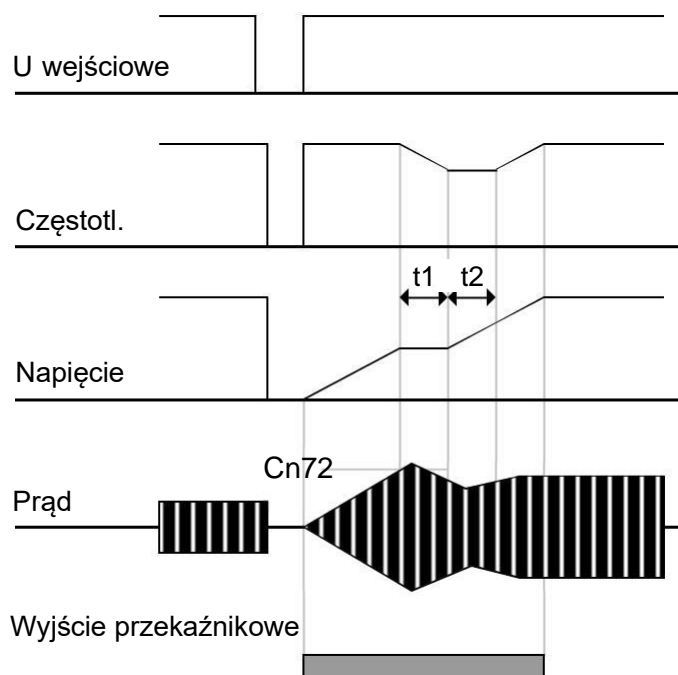 U wejściowe
Częstotl.
t1 t2
Napięcie
Cn72
Prąd
Wyjście przekaźnikowe